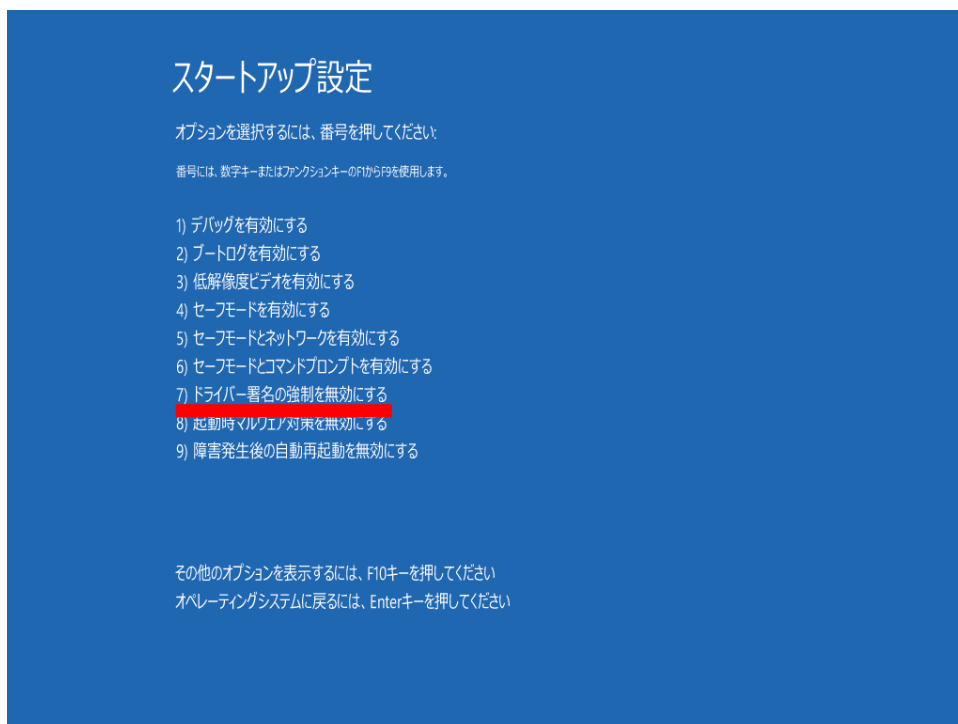 スタートアップ設定
オプションを選択するには、番号を押してください:
番号には、数字キーまたはファンクションキーのF1からF9を使用します。
1) デバッグを有効にする
2) ブートログを有効にする
3) 低解像度ビデオを有効にする
4) セーフモードを有効にする
5) セーフモードとネットワークを有効にする
6) セーフモードとコマンドプロンプトを有効にする
7) ドライバー署名の強制を無効にする
8) 起動時マルウェア対策を無効にする
9) 障害発生後の自動再起動を無効にする
その他のオプションを表示するには、F10キーを押してください
オペレーティングシステムに戻るには、Enterキーを押してください